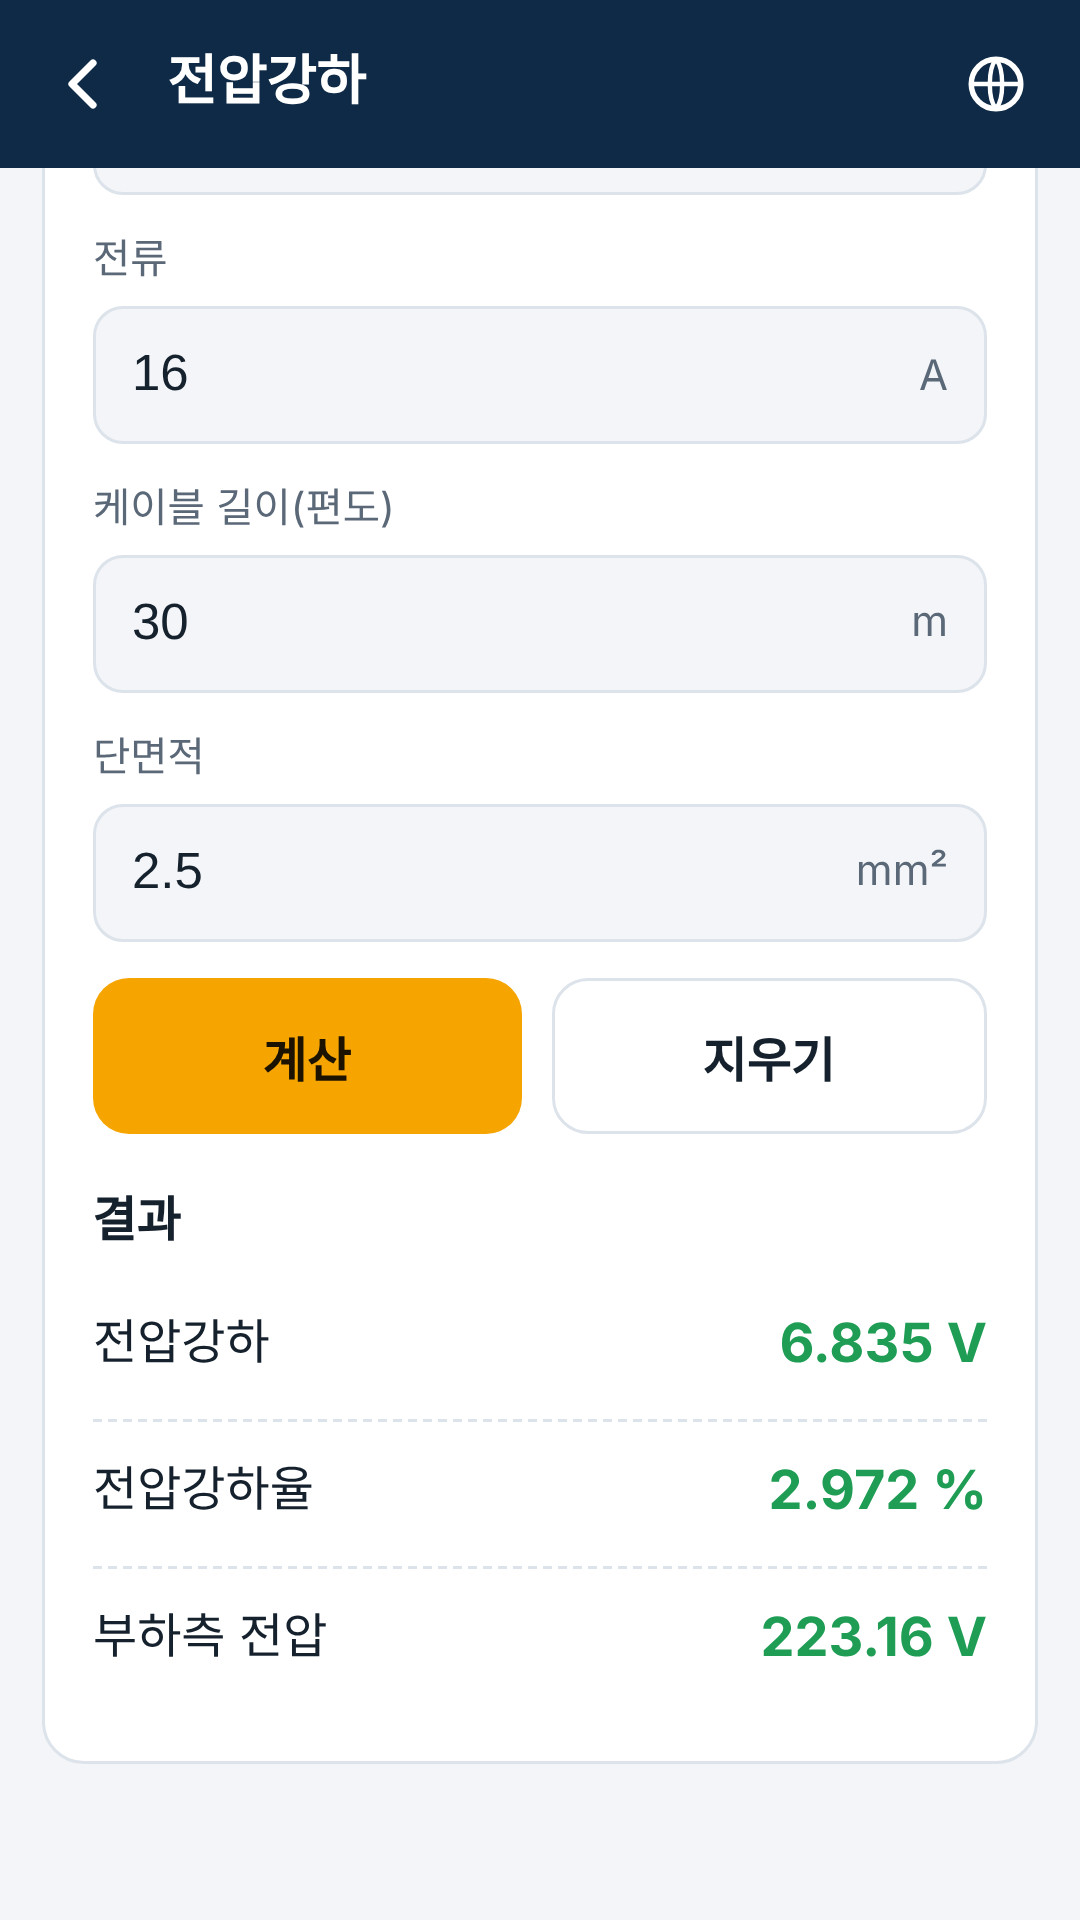 전압강하
전류
16 A
케이블 길이(편도)
30 m
단면적
2.5 mm²
계산 지우기
결과
전압강하 6.835 V
전압강하율 2.972 %
부하측 전압 223.16 V